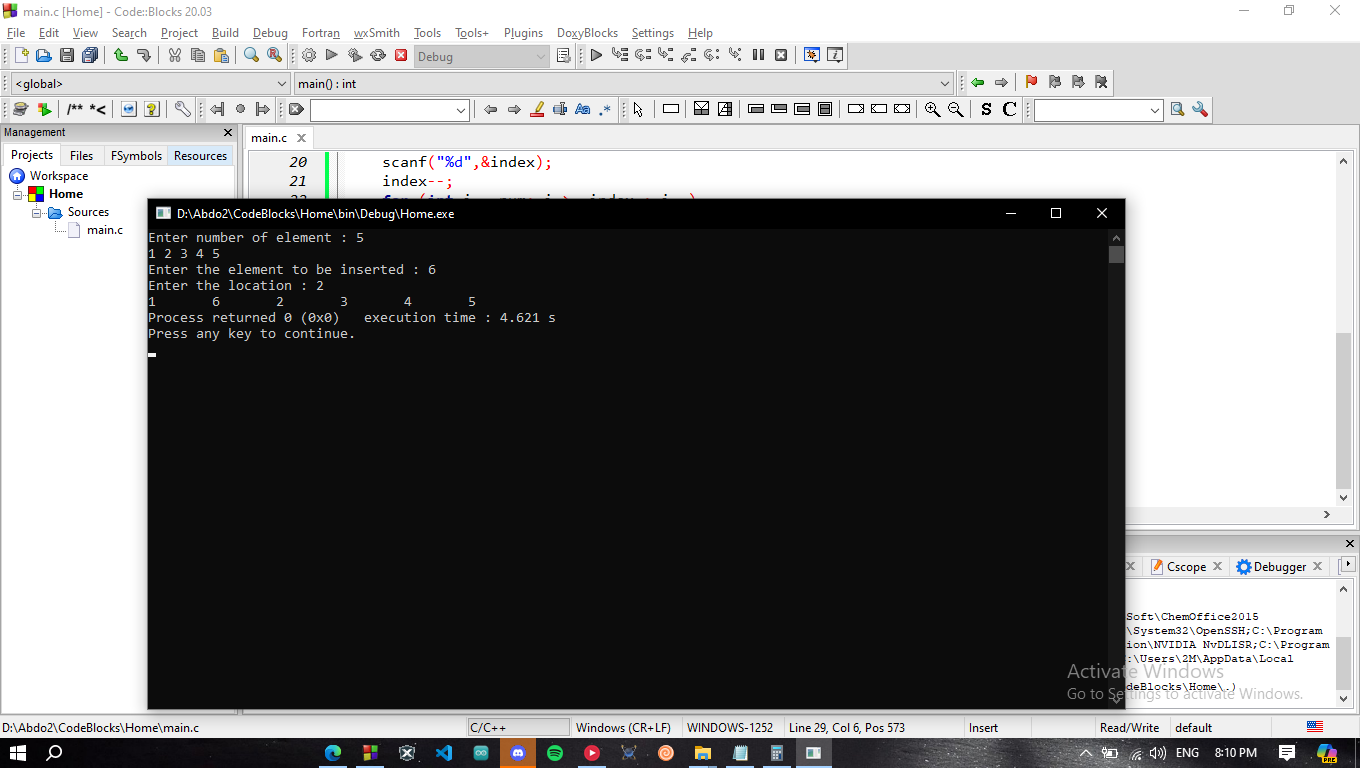 main.c [Home] - Code::Blocks 20.03
File Edit View Search Project Build Debug Fortran wxSmith Tools Tools+ Plugins DoxyBlocks Settings Help
Debug
<global> main() : int
/** *< Aa .* S C
Management
main.c
Projects Files FSymbols Resources
Workspace
Home
Sources
main.c
20 scanf("%d",&index);
21 index--;
D:\Abdo2\CodeBlocks\Home\bin\Debug\Home.exe
Enter number of element : 5
1 2 3 4 5
Enter the element to be inserted : 6
Enter the location : 2
1 6 2 3 4 5
Process returned 0 (0x0) execution time : 4.621 s
Press any key to continue.
Cscope Debugger
Soft\ChemOffice2015
\System32\OpenSSH;C:\Program
ion\NVIDIA NvDLISR;C:\Program
:\Users\2M\AppData\Local
deBlocks\Home\.)
Activate Windows
Go to Settings to activate Windows.
D:\Abdo2\CodeBlocks\Home\main.c C/C++ Windows (CR+LF) WINDOWS-1252 Line 29, Col 6, Pos 573 Insert Read/Write default
ENG 8:10 PM
PRE